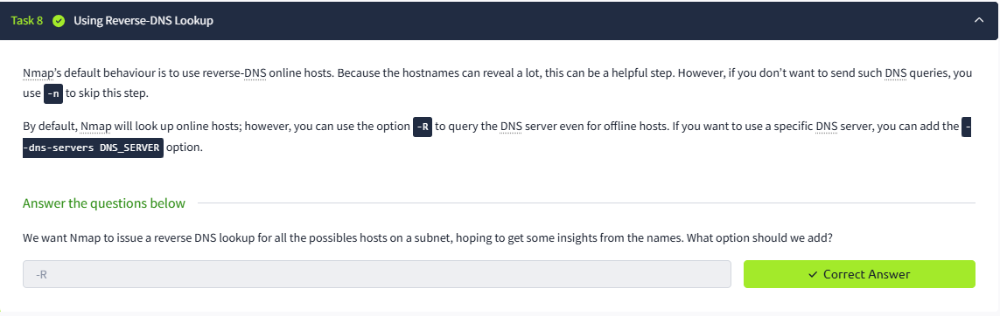 Task 8 Using Reverse-DNS Lookup
Nmap's default behaviour is to use reverse-DNS online hosts. Because the hostnames can reveal a lot, this can be a helpful step. However, if you don't want to send such DNS queries, you
use -n to skip this step.
By default, Nmap will look up online hosts; however, you can use the option -R to query the DNS server even for offline hosts. If you want to use a specific DNS server, you can add the -
-dns-servers DNS_SERVER option.
Answer the questions below
We want Nmap to issue a reverse DNS lookup for all the possibles hosts on a subnet, hoping to get some insights from the names. What option should we add?
-R
✓ Correct Answer